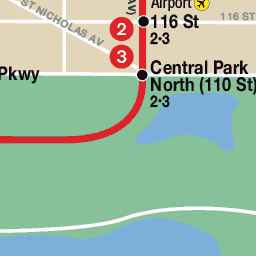 Airport
ST NICHOLAS AV
AV
2
116 St
116 ST
2·3
3
Pkwy
Central Park
North (110 St)
2·3